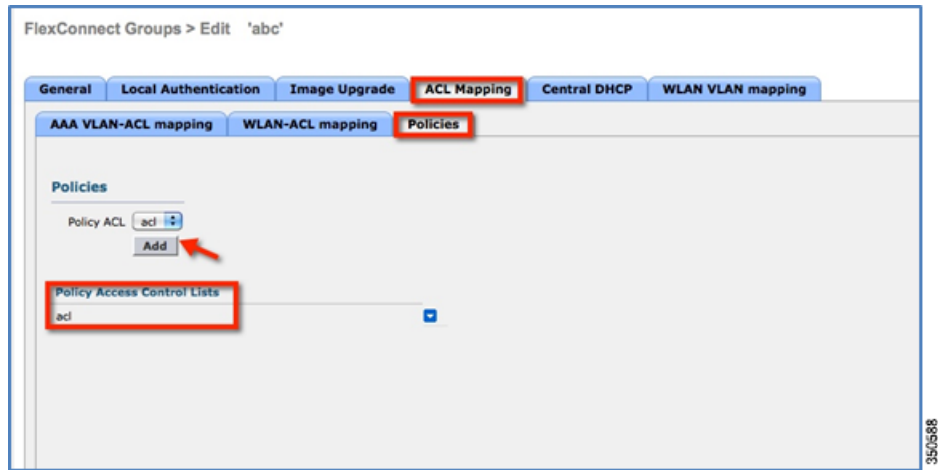 FlexConnect Groups > Edit 'abc'
General Local Authentication Image Upgrade ACL Mapping Central DHCP WLAN VLAN mapping
AAA VLAN-ACL mapping WLAN-ACL mapping Policies
Policies
Policy ACL acl
Add
Policy Access Control Lists
acl
350588